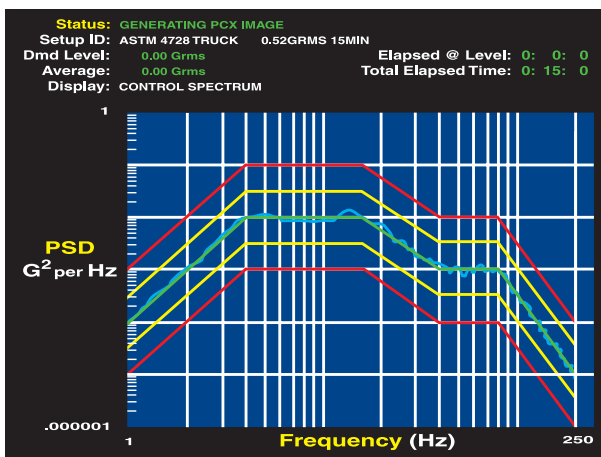 Status: GENERATING PCX IMAGE
Setup ID: ASTM 4728 TRUCK 0.52GRMS 15MIN
Dmd Level: 0.00 Grms Elapsed @ Level: 0: 0: 0
Average: 0.00 Grms Total Elapsed Time: 0: 15: 0
Display: CONTROL SPECTRUM
1
PSD
G² per Hz
.000001
1 Frequency (Hz) 250